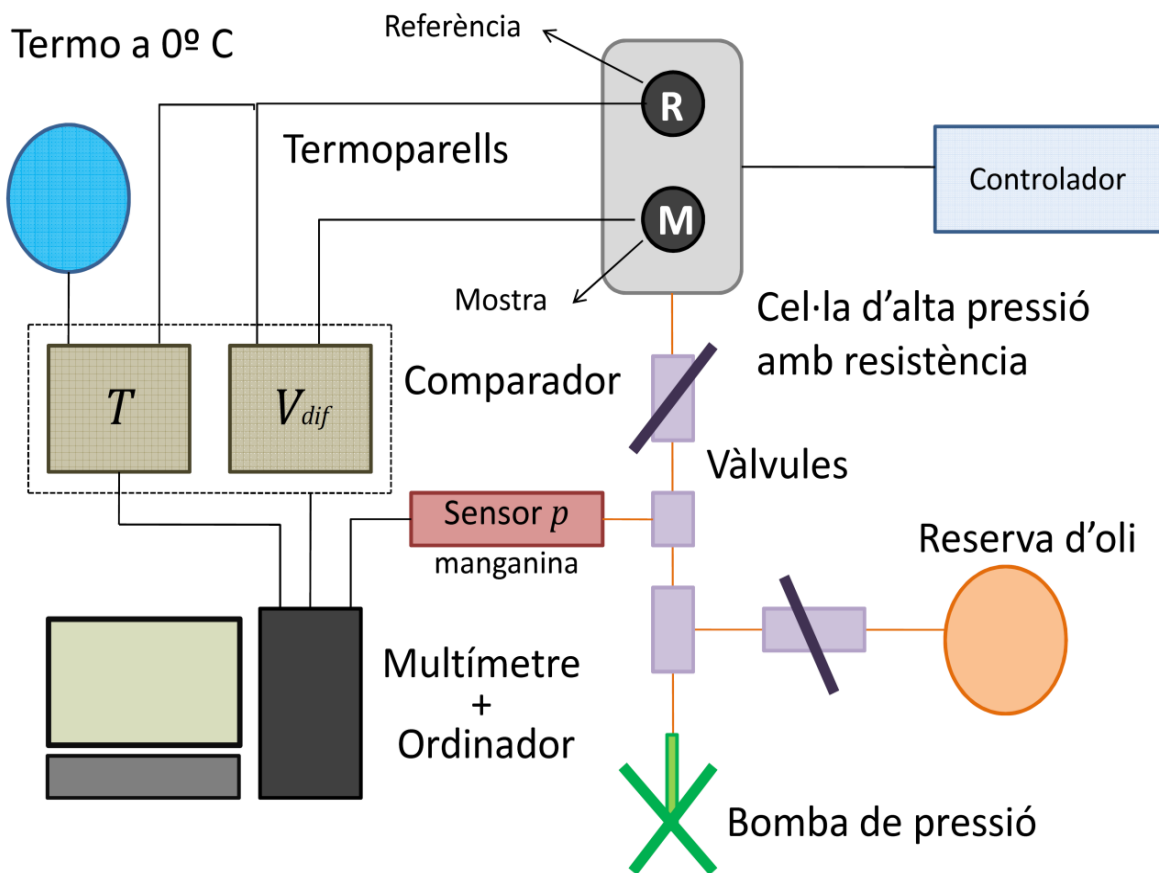 Referència
Termo a 0º C
R
Termoparells
Controlador
M
Mostra
Cel·la d'alta pressió
amb resistència
Comparador
T
Vdif
Vàlvules
Sensor p
manganina
Reserva d'oli
Multímetre
+
Ordinador
Bomba de pressió